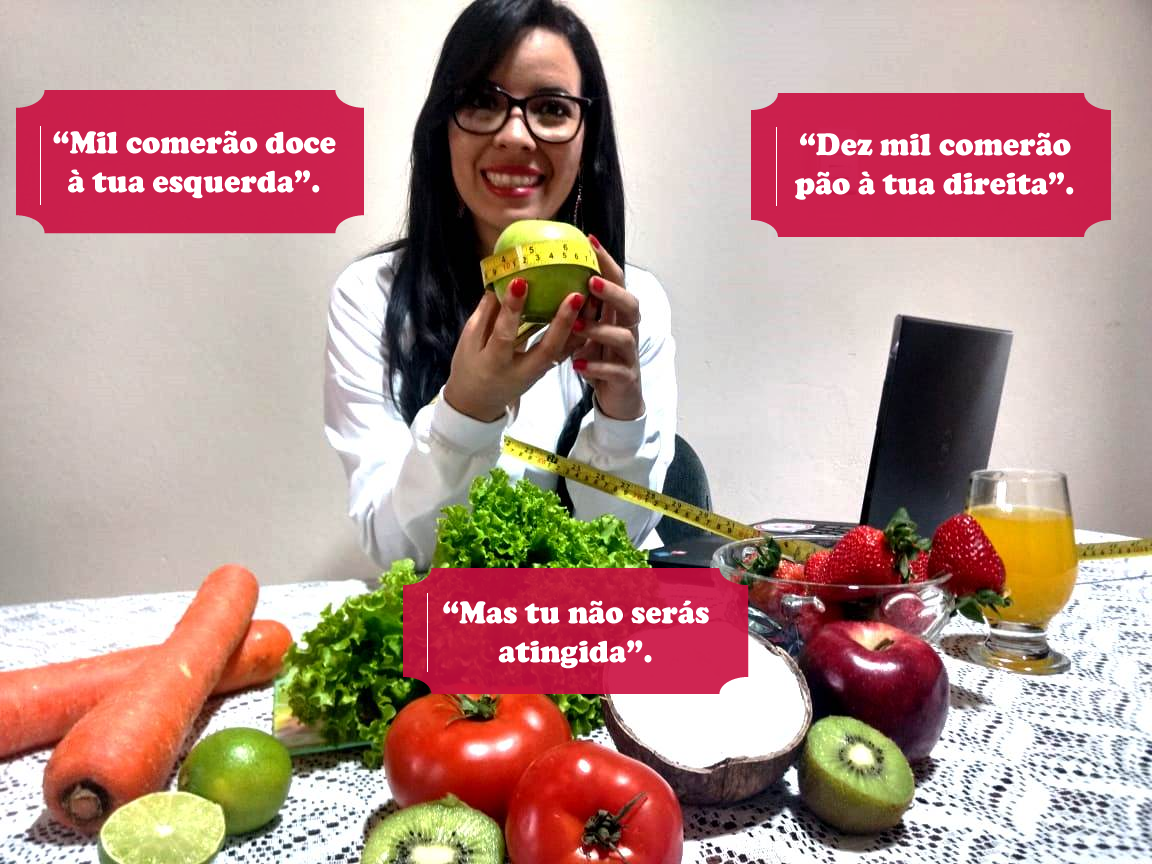 “Mil comerão doce
à tua esquerda”.
“Dez mil comerão
pão à tua direita”.
“Mas tu não serás
atingida”.